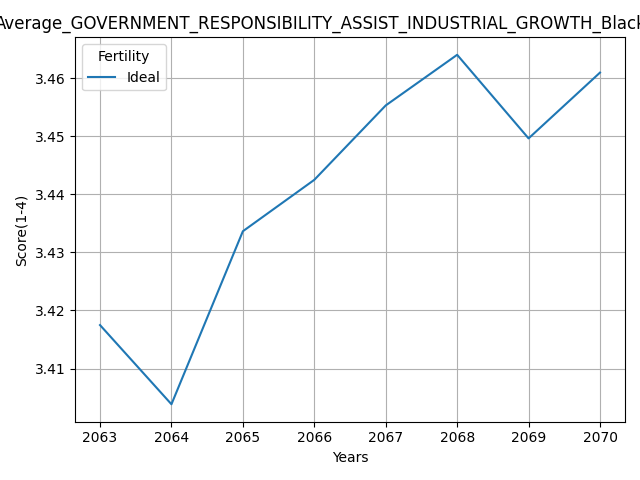 Average_GOVERNMENT_RESPONSIBILITY_ASSIST_INDUSTRIAL_GROWTH_Black
Fertility
Ideal
Score(1-4)
3.46
3.45
3.44
3.43
3.42
3.41
2063 2064 2065 2066 2067 2068 2069 2070
Years